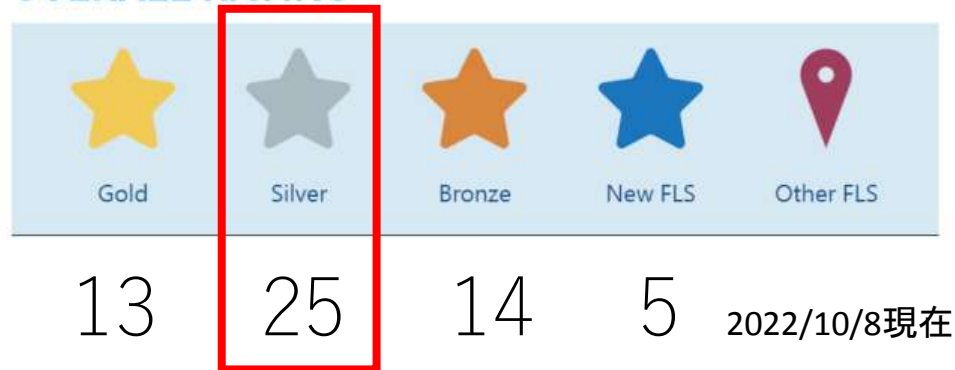 Gold Silver Bronze New FLS Other FLS
13 25 14 5 2022/10/8現在